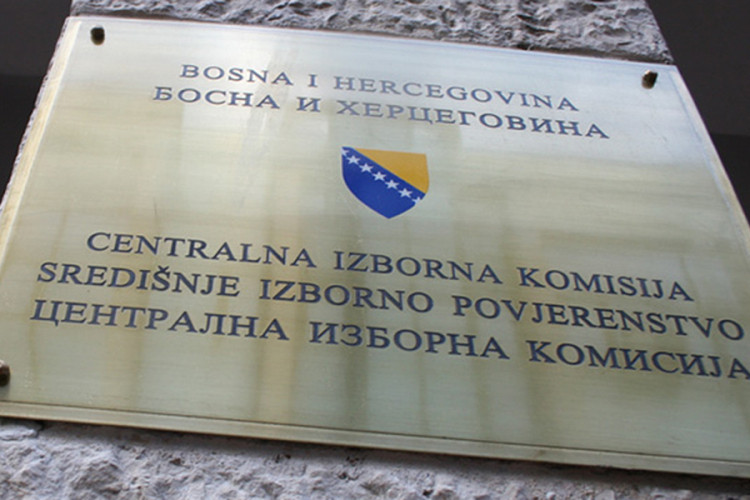 BOSNA I HERCEGOVINA
БОСНА И ХЕРЦЕГОВИНА
CENTRALNA IZBORNA KOMISIJA
SREDIŠNJE IZBORNO POVJERENSTVO
ЦЕНТРАЛНА ИЗБОРНА КОМИСИЈА